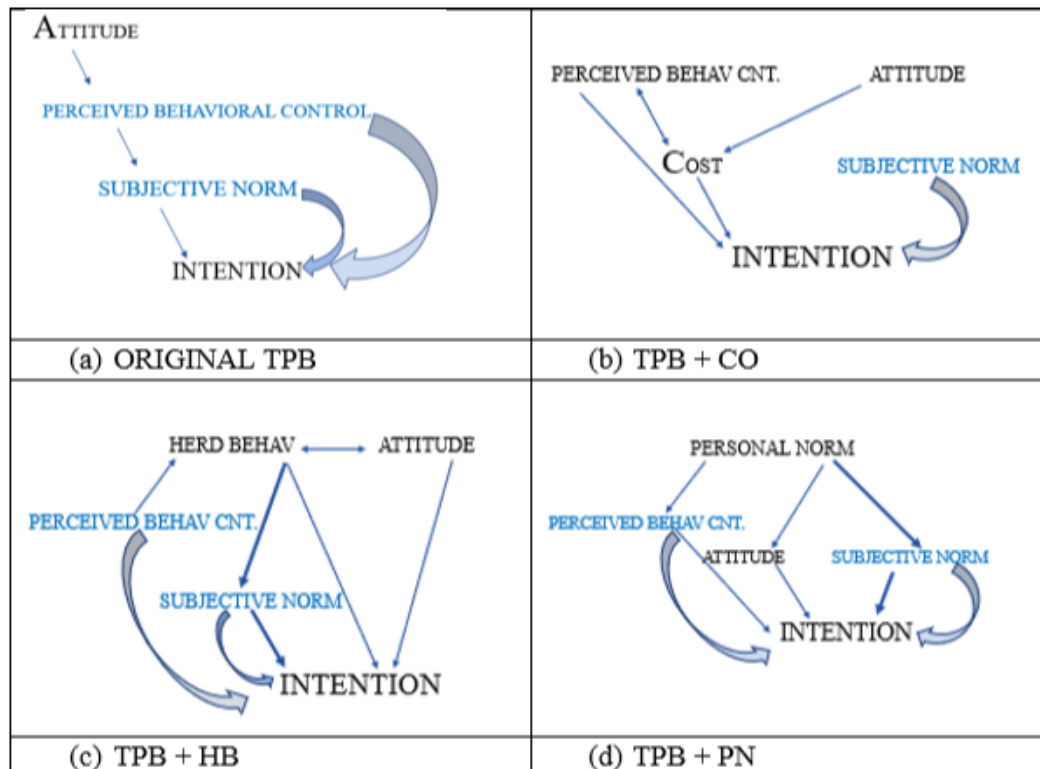 ATTITUDE
PERCEIVED BEHAVIORAL CONTROL
SUBJECTIVE NORM
INTENTION
(a) ORIGINAL TPB
PERCEIVED BEHAV CNT.
ATTITUDE
COST
SUBJECTIVE NORM
INTENTION
(b) TPB + CO
HERD BEHAV
ATTITUDE
PERCEIVED BEHAV CNT.
SUBJECTIVE NORM
INTENTION
(c) TPB + HB
PERSONAL NORM
PERCEIVED BEHAV CNT.
ATTITUDE
SUBJECTIVE NORM
INTENTION
(d) TPB + PN